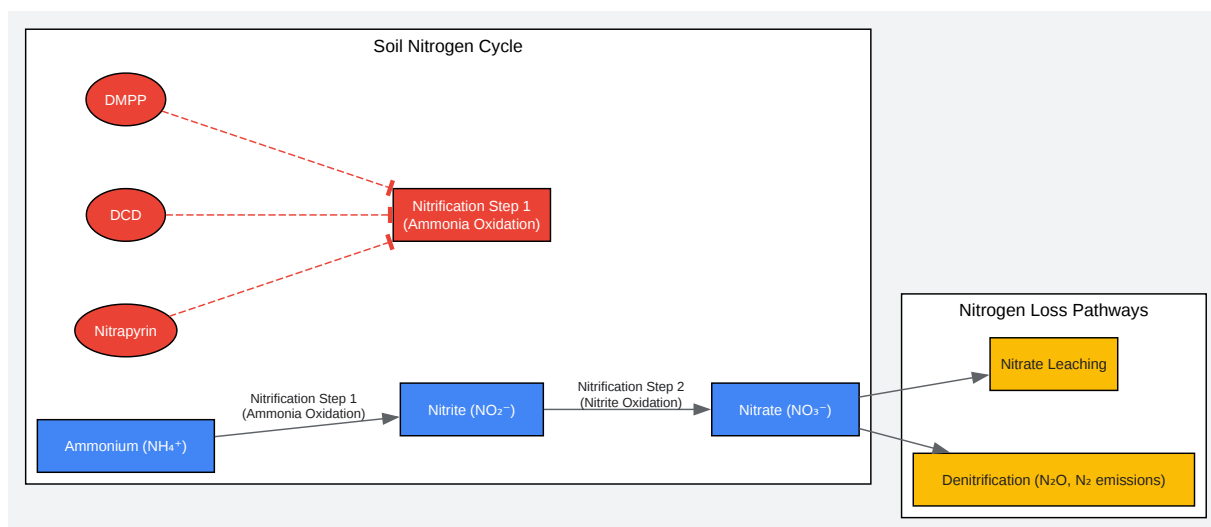 Soil Nitrogen Cycle
DMPP
DCD
Nitrification Step 1
(Ammonia Oxidation)
Nitrapyrin
Nitrification Step 1
(Ammonia Oxidation)
Nitrification Step 2
(Nitrite Oxidation)
Ammonium (NH₄⁺)
Nitrite (NO₂⁻)
Nitrate (NO₃⁻)
Nitrogen Loss Pathways
Nitrate Leaching
Denitrification (N₂O, N₂ emissions)